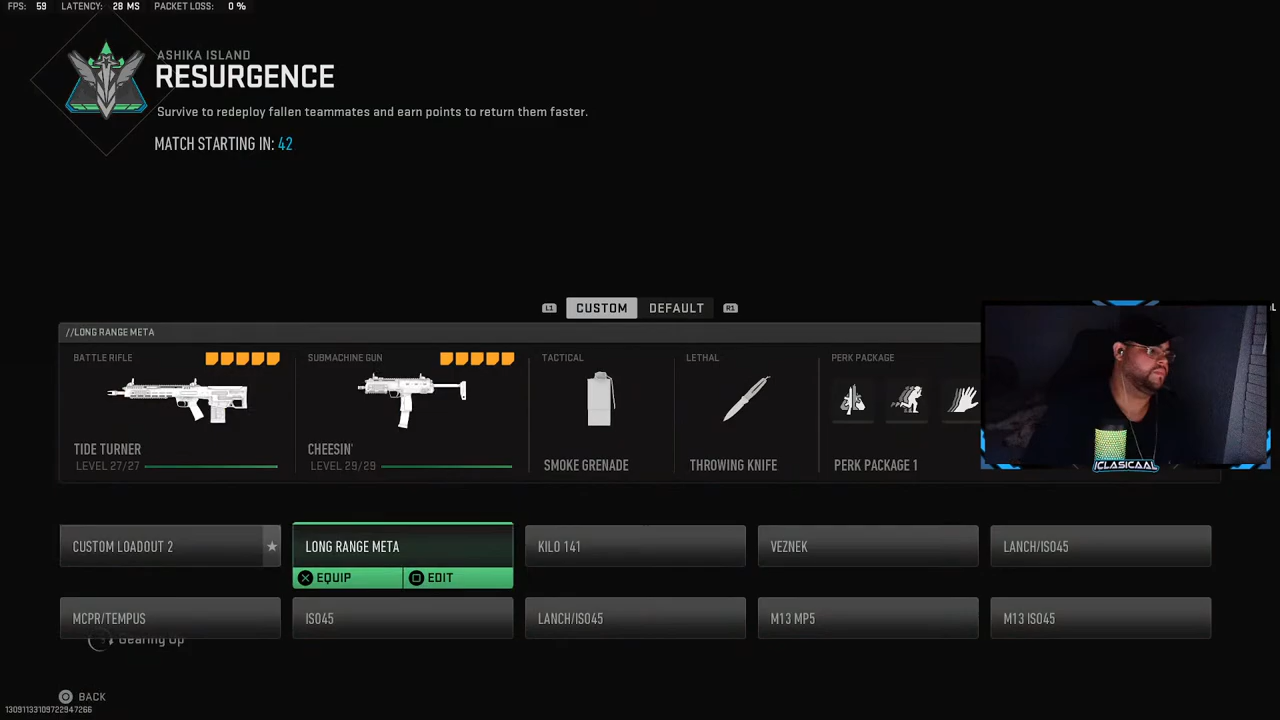 FPS: 59 LATENCY: 28 MS PACKET LOSS: 0 %
ASHIKA ISLAND
RESURGENCE
Survive to redeploy fallen teammates and earn points to return them faster.
MATCH STARTING IN: 42
L1 CUSTOM DEFAULT R1
//LONG RANGE META
BATTLE RIFLE SUBMACHINE GUN TACTICAL LETHAL PERK PACKAGE
TIDE TURNER CHEESIN'
LEVEL 27/27 LEVEL 29/29 SMOKE GRENADE THROWING KNIFE PERK PACKAGE 1
ICLASICAAL
CUSTOM LOADOUT 2 LONG RANGE META KILO 141 VEZNEK LANCH/ISO45
EQUIP EDIT
MCPR/TEMPUS ISO45 LANCH/ISO45 M13 MP5 M13 ISO45
Gearing Up
BACK
13091133109722947266